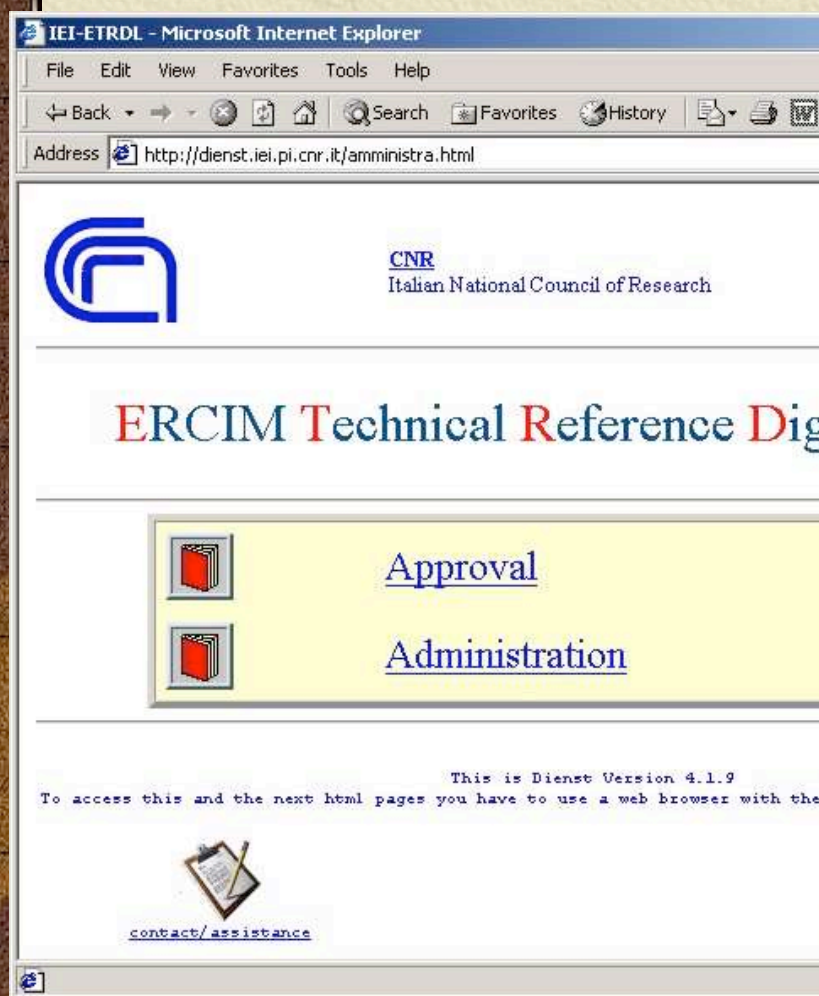 IEI-ETRDL - Microsoft Internet Explorer
File Edit View Favorites Tools Help
Back Search Favorites History
Address http://dienst.iei.pi.cnr.it/amministra.html
CNR
Italian National Council of Research
ERCIM Technical Reference Dig
Approval
Administration
This is Dienst Version 4.1.9
To access this and the next html pages you have to use a web browser with the
contact/assistance